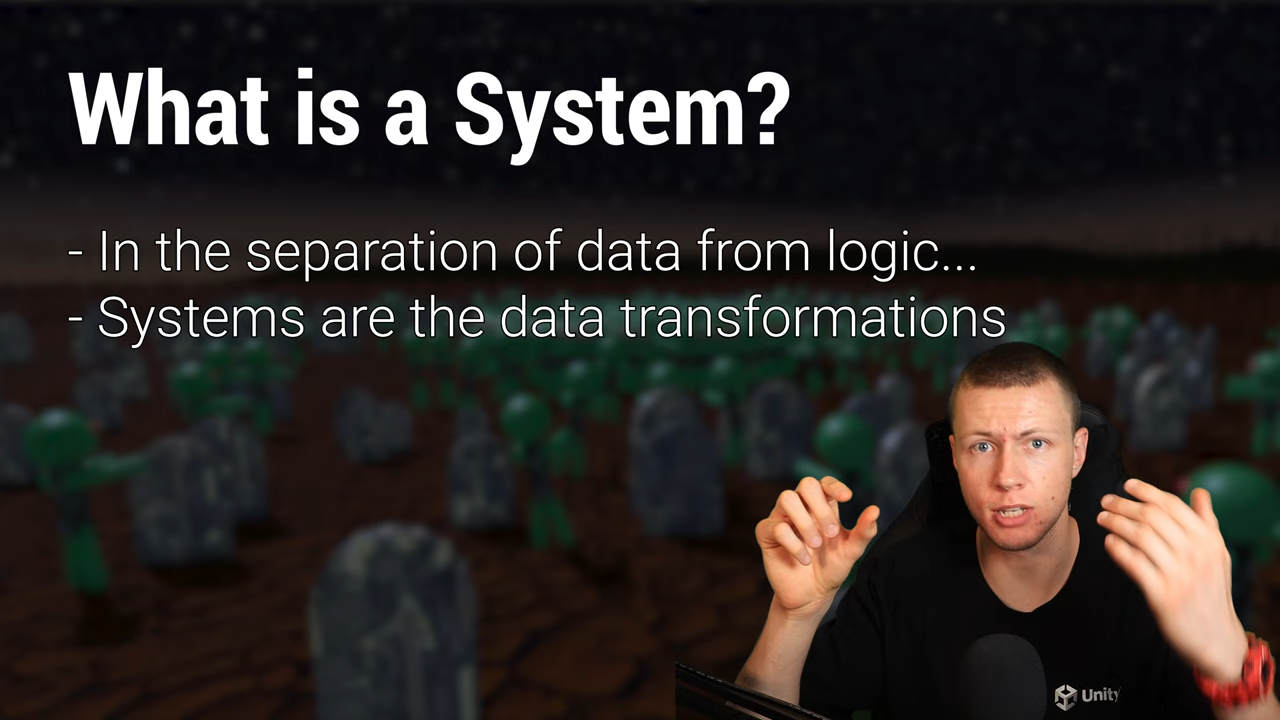 What is a System?
- In the separation of data from logic...
- Systems are the data transformations
Unity